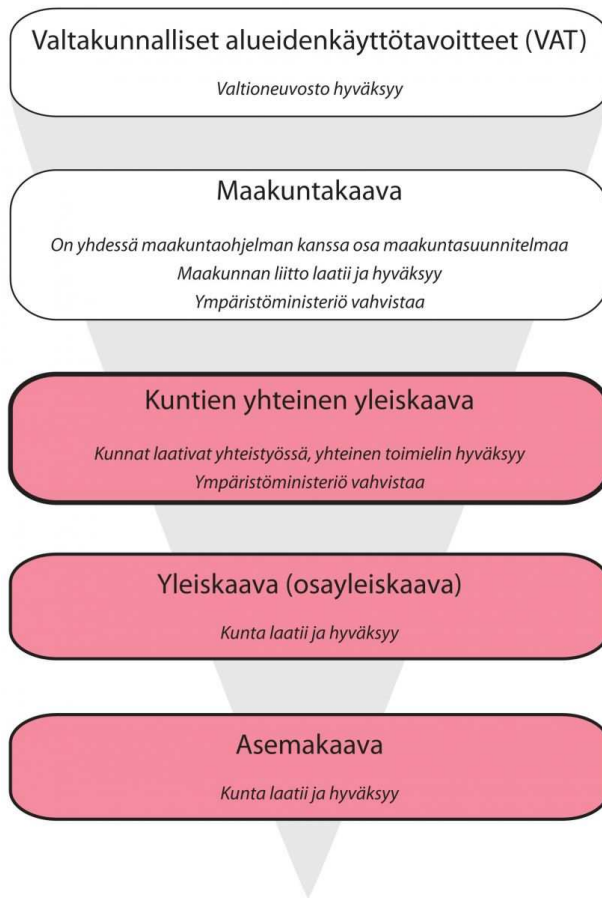 Valtakunnalliset alueidenkäyttötavoitteet (VAT)
Valtioneuvosto hyväksyy
Maakuntakaava
On yhdessä maakuntaohjelman kanssa osa maakuntasuunnitelmaa
Maakunnan liitto laatii ja hyväksyy
Ympäristöministeriö vahvistaa
Kuntien yhteinen yleiskaava
Kunnat laativat yhteistyössä, yhteinen toimielin hyväksyy
Ympäristöministeriö vahvistaa
Yleiskaava (osayleiskaava)
Kunta laatii ja hyväksyy
Asemakaava
Kunta laatii ja hyväksyy